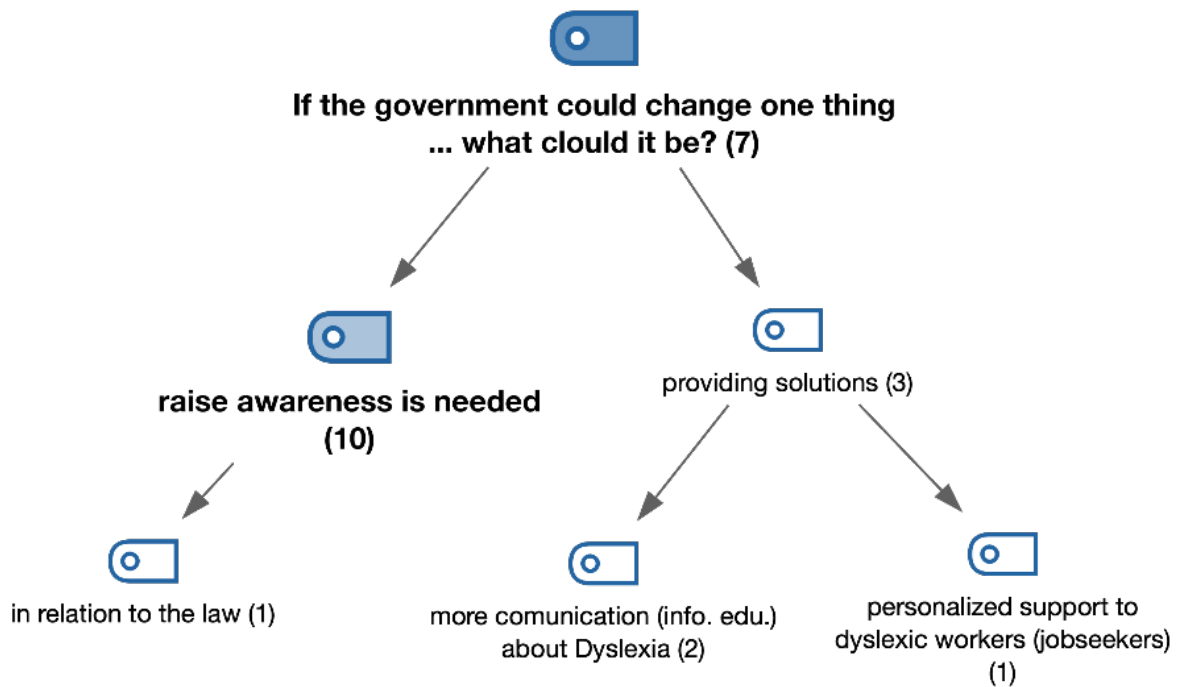 If the government could change one thing
... what clould it be? (7)
raise awareness is needed
(10)
providing solutions (3)
in relation to the law (1)
more comunication (info. edu.)
about Dyslexia (2)
personalized support to
dyslexic workers (jobseekers)
(1)